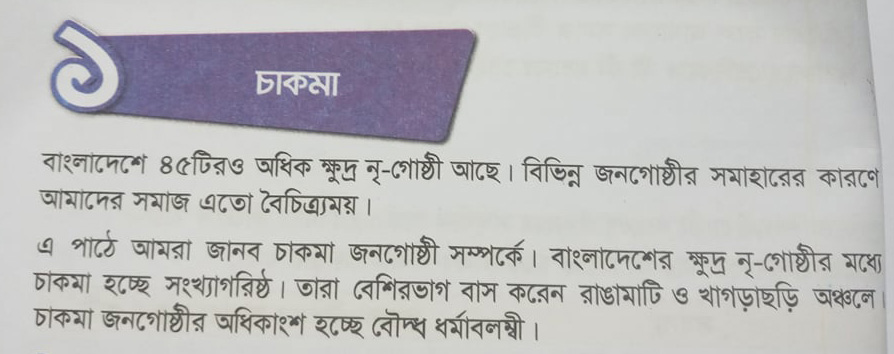 ১
চাকমা
বাংলাদেশে ৪৫টিরও অধিক ক্ষুদ্র নৃ-গোষ্ঠী আছে। বিভিন্ন জনগোষ্ঠীর সমাহারের কারণে
আমাদের সমাজ এতো বৈচিত্র্যময়।
এ পাঠে আমরা জানব চাকমা জনগোষ্ঠী সম্পর্কে। বাংলাদেশের ক্ষুদ্র নৃ-গোষ্ঠীর মধ্যে
চাকমা হচ্ছে সংখ্যাগরিষ্ঠ। তারা বেশিরভাগ বাস করেন রাঙামাটি ও খাগড়াছড়ি অঞ্চলে।
চাকমা জনগোষ্ঠীর অধিকাংশ হচ্ছে বৌদ্ধ ধর্মাবলম্বী।